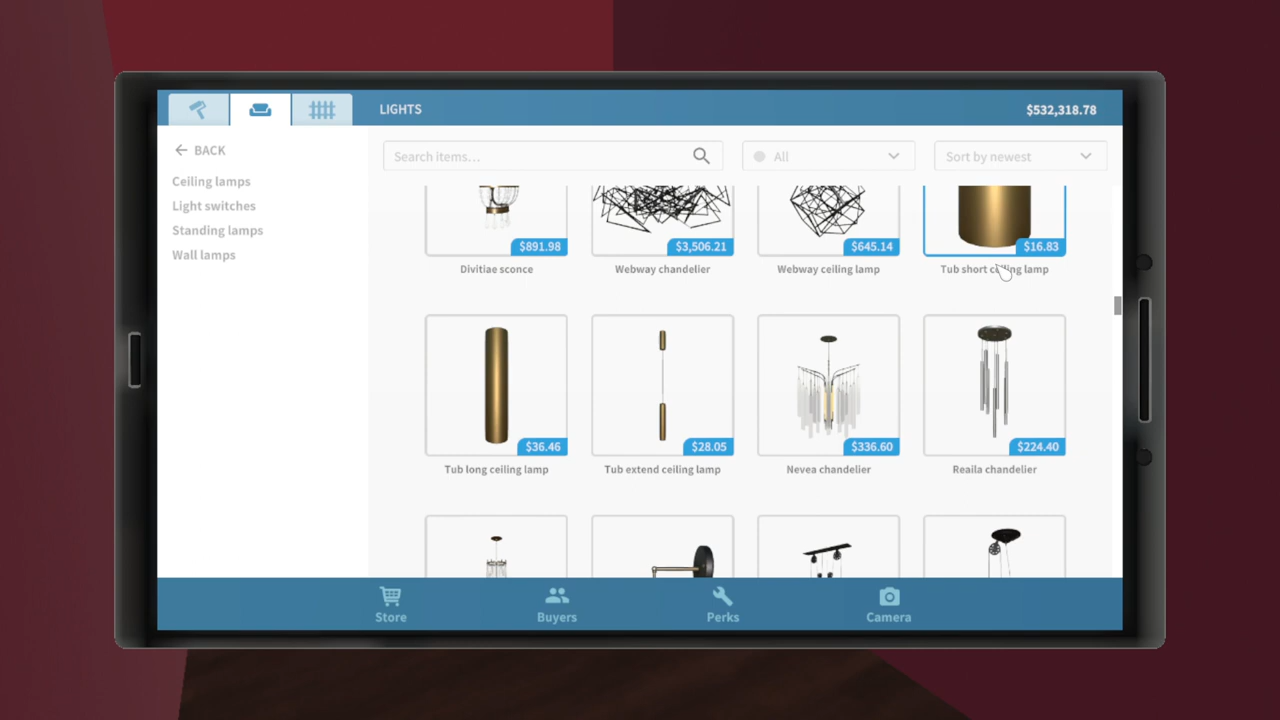 LIGHTS
$532,318.78
BACK
Ceiling lamps
Light switches
Standing lamps
Wall lamps
Search items...
All
Sort by newest
$891.98
$3,506.21
$645.14
$16.83
Divitiae sconce
Webway chandelier
Webway ceiling lamp
Tub short ceiling lamp
$36.46
$28.05
$336.60
$224.40
Tub long ceiling lamp
Tub extend ceiling lamp
Nevea chandelier
Reaila chandelier
Store
Buyers
Perks
Camera